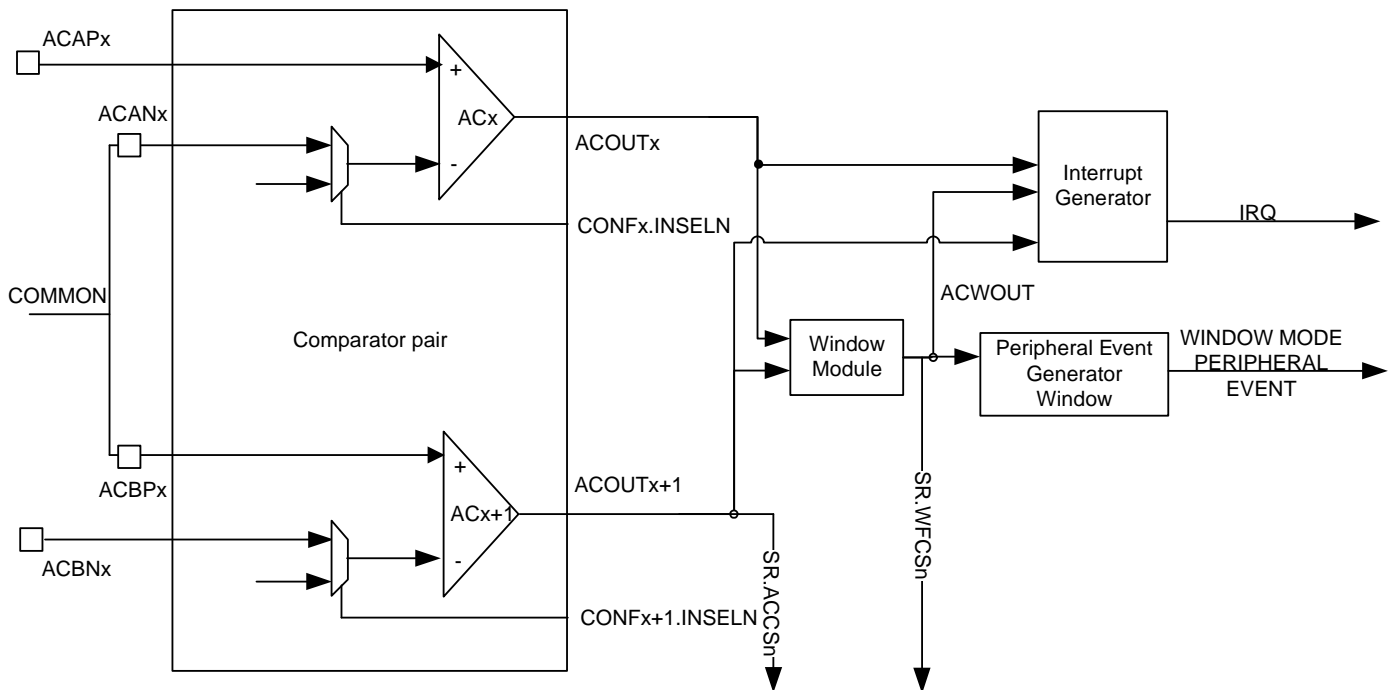 ACAPx
+
ACANx
ACx
-
ACOUTx
Interrupt
Generator
CONFx.INSELN
IRQ
COMMON
ACWOUT
Comparator pair
Window
Module
Peripheral Event
Generator
Window
WINDOW MODE
PERIPHERAL
EVENT
ACBPx
+
ACx+1
-
ACOUTx+1
ACBNx
CONFx+1.INSELN
SR.ACCSn
SR.WFCSn